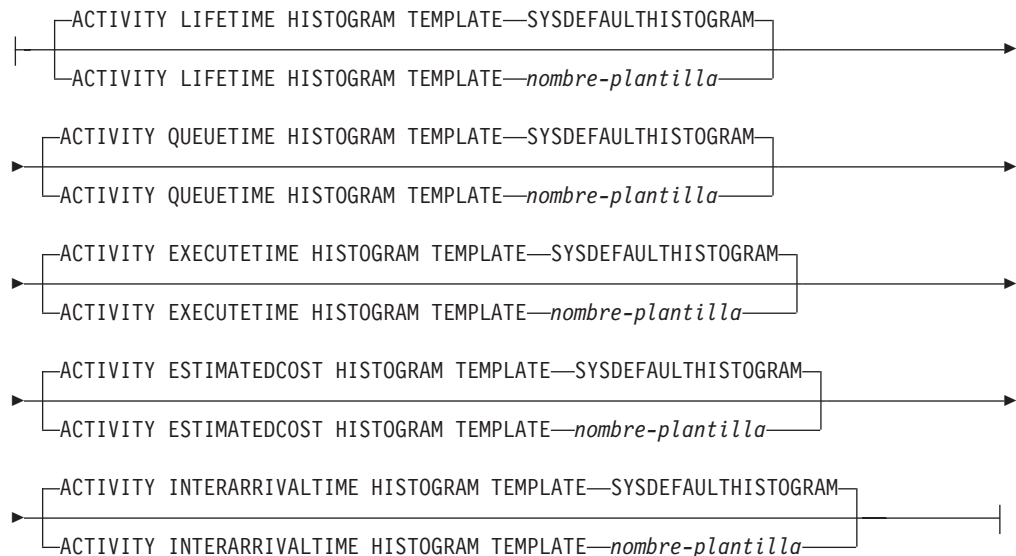 ACTIVITY LIFETIME HISTOGRAM TEMPLATE SYSDEFAULTHISTOGRAM
ACTIVITY LIFETIME HISTOGRAM TEMPLATE nombre-plantilla
ACTIVITY QUEUETIME HISTOGRAM TEMPLATE SYSDEFAULTHISTOGRAM
ACTIVITY QUEUETIME HISTOGRAM TEMPLATE nombre-plantilla
ACTIVITY EXECUTETIME HISTOGRAM TEMPLATE SYSDEFAULTHISTOGRAM
ACTIVITY EXECUTETIME HISTOGRAM TEMPLATE nombre-plantilla
ACTIVITY ESTIMATEDCOST HISTOGRAM TEMPLATE SYSDEFAULTHISTOGRAM
ACTIVITY ESTIMATEDCOST HISTOGRAM TEMPLATE nombre-plantilla
ACTIVITY INTERARRIVALTIME HISTOGRAM TEMPLATE SYSDEFAULTHISTOGRAM
ACTIVITY INTERARRIVALTIME HISTOGRAM TEMPLATE nombre-plantilla